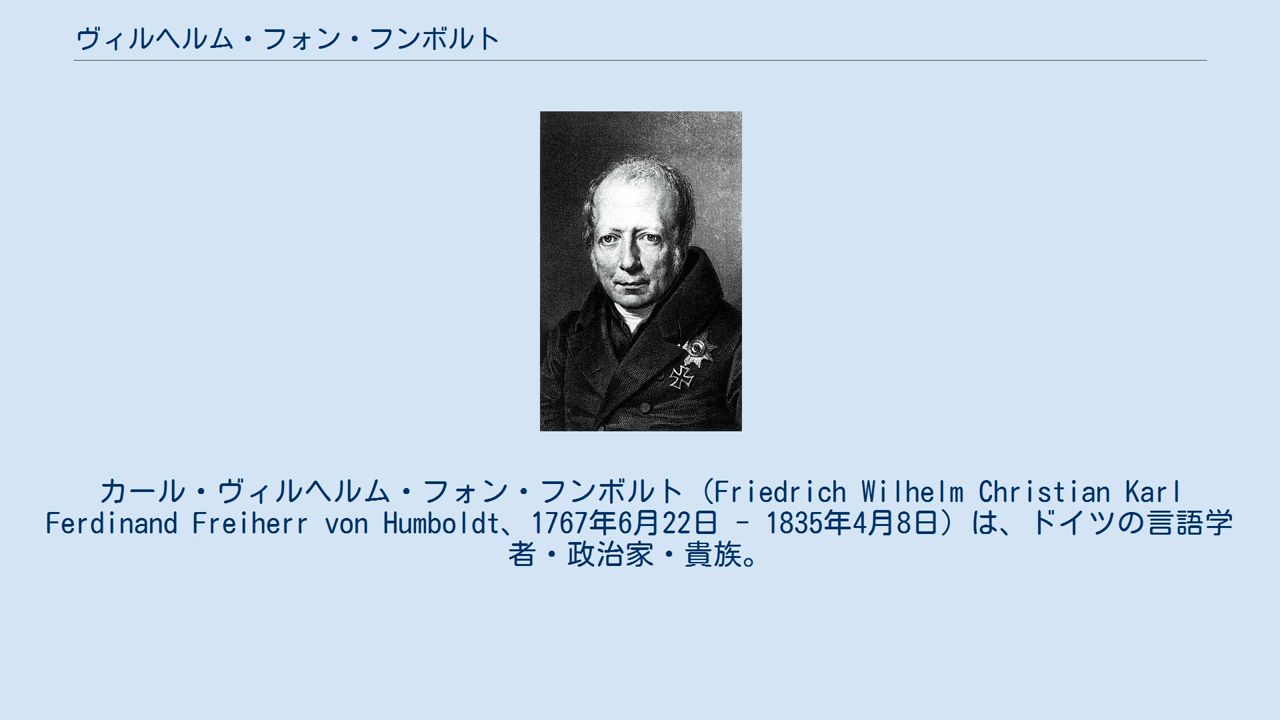 ヴィルヘルム・フォン・フンボルト
カール・ヴィルヘルム・フォン・フンボルト（Friedrich Wilhelm Christian Karl
Ferdinand Freiherr von Humboldt、1767年6月22日 - 1835年4月8日）は、ドイツの言語学
者・政治家・貴族。